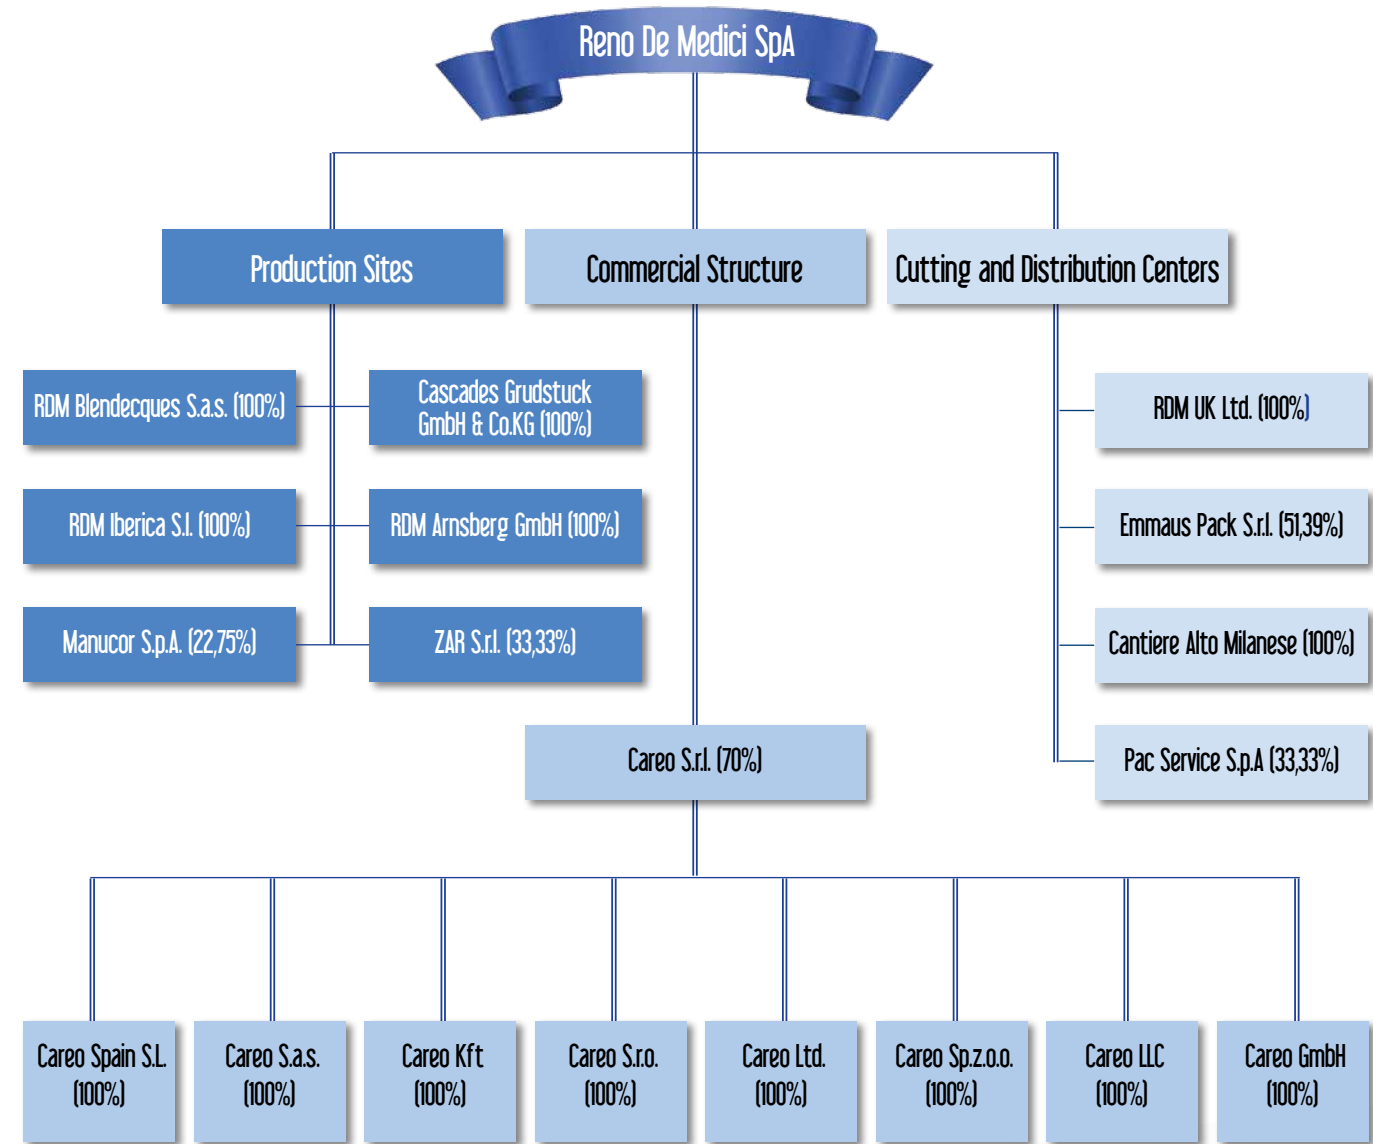 Reno De Medici SpA
Production Sites
Commercial Structure
Cutting and Distribution Centers
RDM Blendecques S.a.s. (100%)
Cascades Grudstuck
GmbH & Co.KG (100%)
RDM UK Ltd. (100%)
RDM Iberica S.l. (100%)
RDM Arnsberg GmbH (100%)
Emmaus Pack S.r.l. (51,39%)
Manucor S.p.A. (22,75%)
ZAR S.r.l. (33,33%)
Cantiere Alto Milanese (100%)
Careo S.r.l. (70%)
Pac Service S.p.A (33,33%)
Careo Spain S.L.
(100%)
Careo S.a.s.
(100%)
Careo Kft
(100%)
Careo S.r.o.
(100%)
Careo Ltd.
(100%)
Careo Sp.z.o.o.
(100%)
Careo LLC
(100%)
Careo GmbH
(100%)